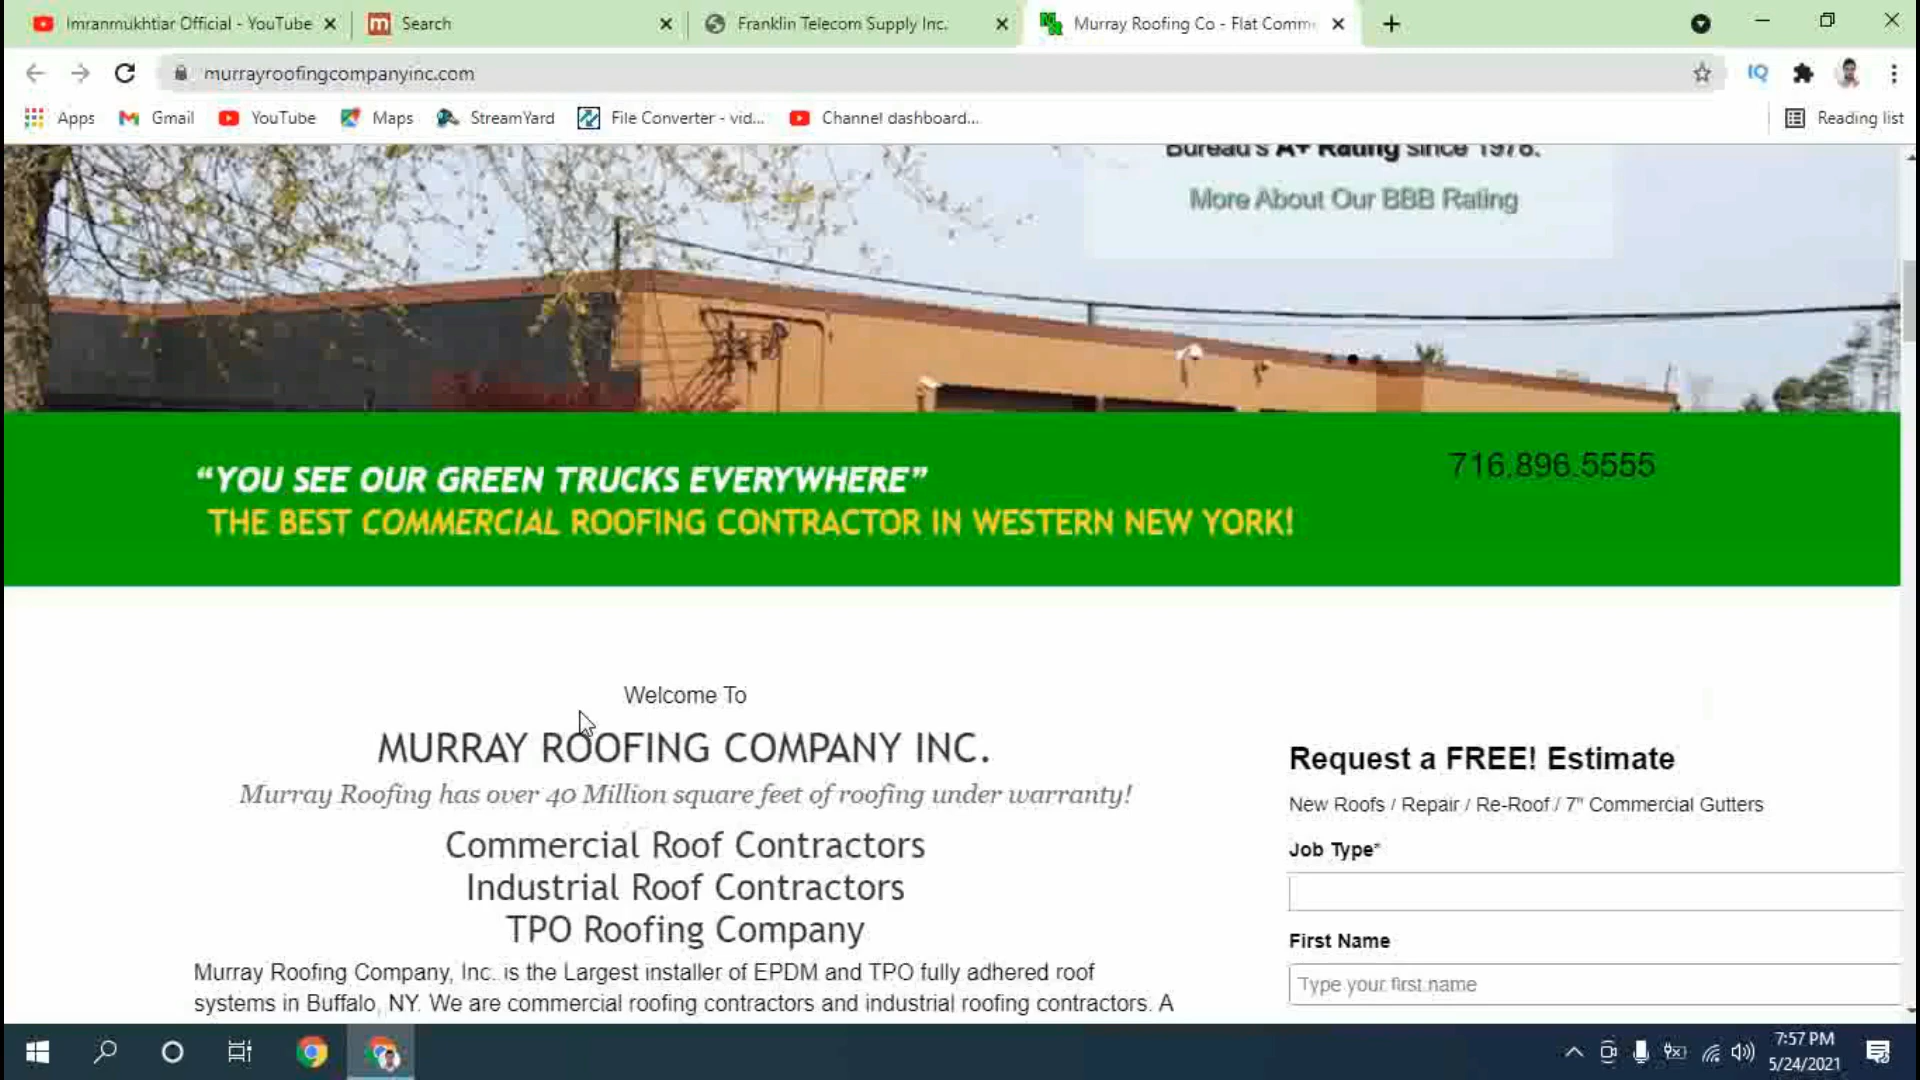 Imranmukhtiar Official - YouTube
Search
Franklin Telecom Supply Inc.
Murray Roofing Co - Flat Comm
murrayroofingcompanyinc.com
IQ
Apps
Gmail
YouTube
Maps
StreamYard
File Converter - vid...
Channel dashboard...
Reading list
Bureau's A+ Rating since 1978.
More About Our BBB Rating
"YOU SEE OUR GREEN TRUCKS EVERYWHERE"
716.896.5555
THE BEST COMMERCIAL ROOFING CONTRACTOR IN WESTERN NEW YORK!
Welcome To
MURRAY ROOFING COMPANY INC.
Murray Roofing has over 40 Million square feet of roofing under warranty!
Commercial Roof Contractors
Industrial Roof Contractors
TPO Roofing Company
Murray Roofing Company, Inc. is the Largest installer of EPDM and TPO fully adhered roof
systems in Buffalo, NY. We are commercial roofing contractors and industrial roofing contractors. A
Request a FREE! Estimate
New Roofs / Repair / Re-Roof / 7" Commercial Gutters
Job Type*
First Name
Type your first name
7:57 PM
5/24/2021